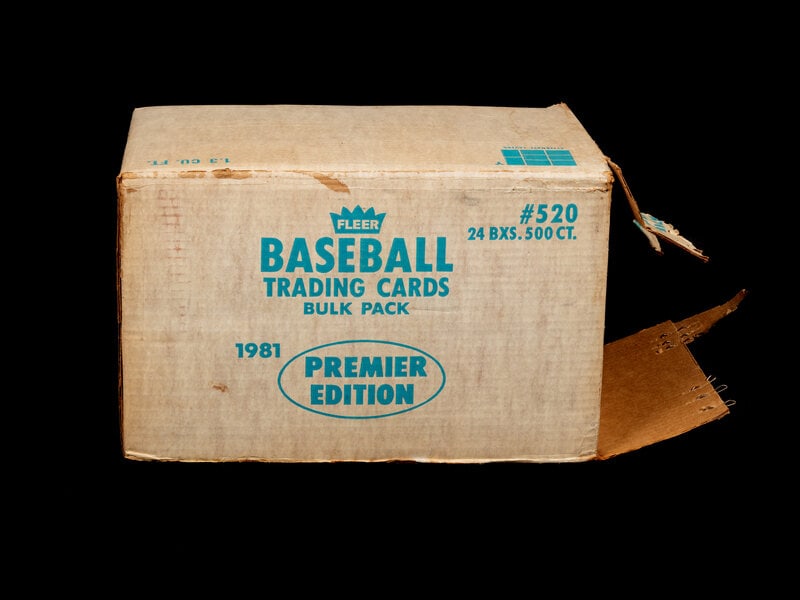 1.3 CU. FT.
FLEER
#520
24 BXS. 500 CT.
BASEBALL
TRADING CARDS
BULK PACK
1981
PREMIER
EDITION